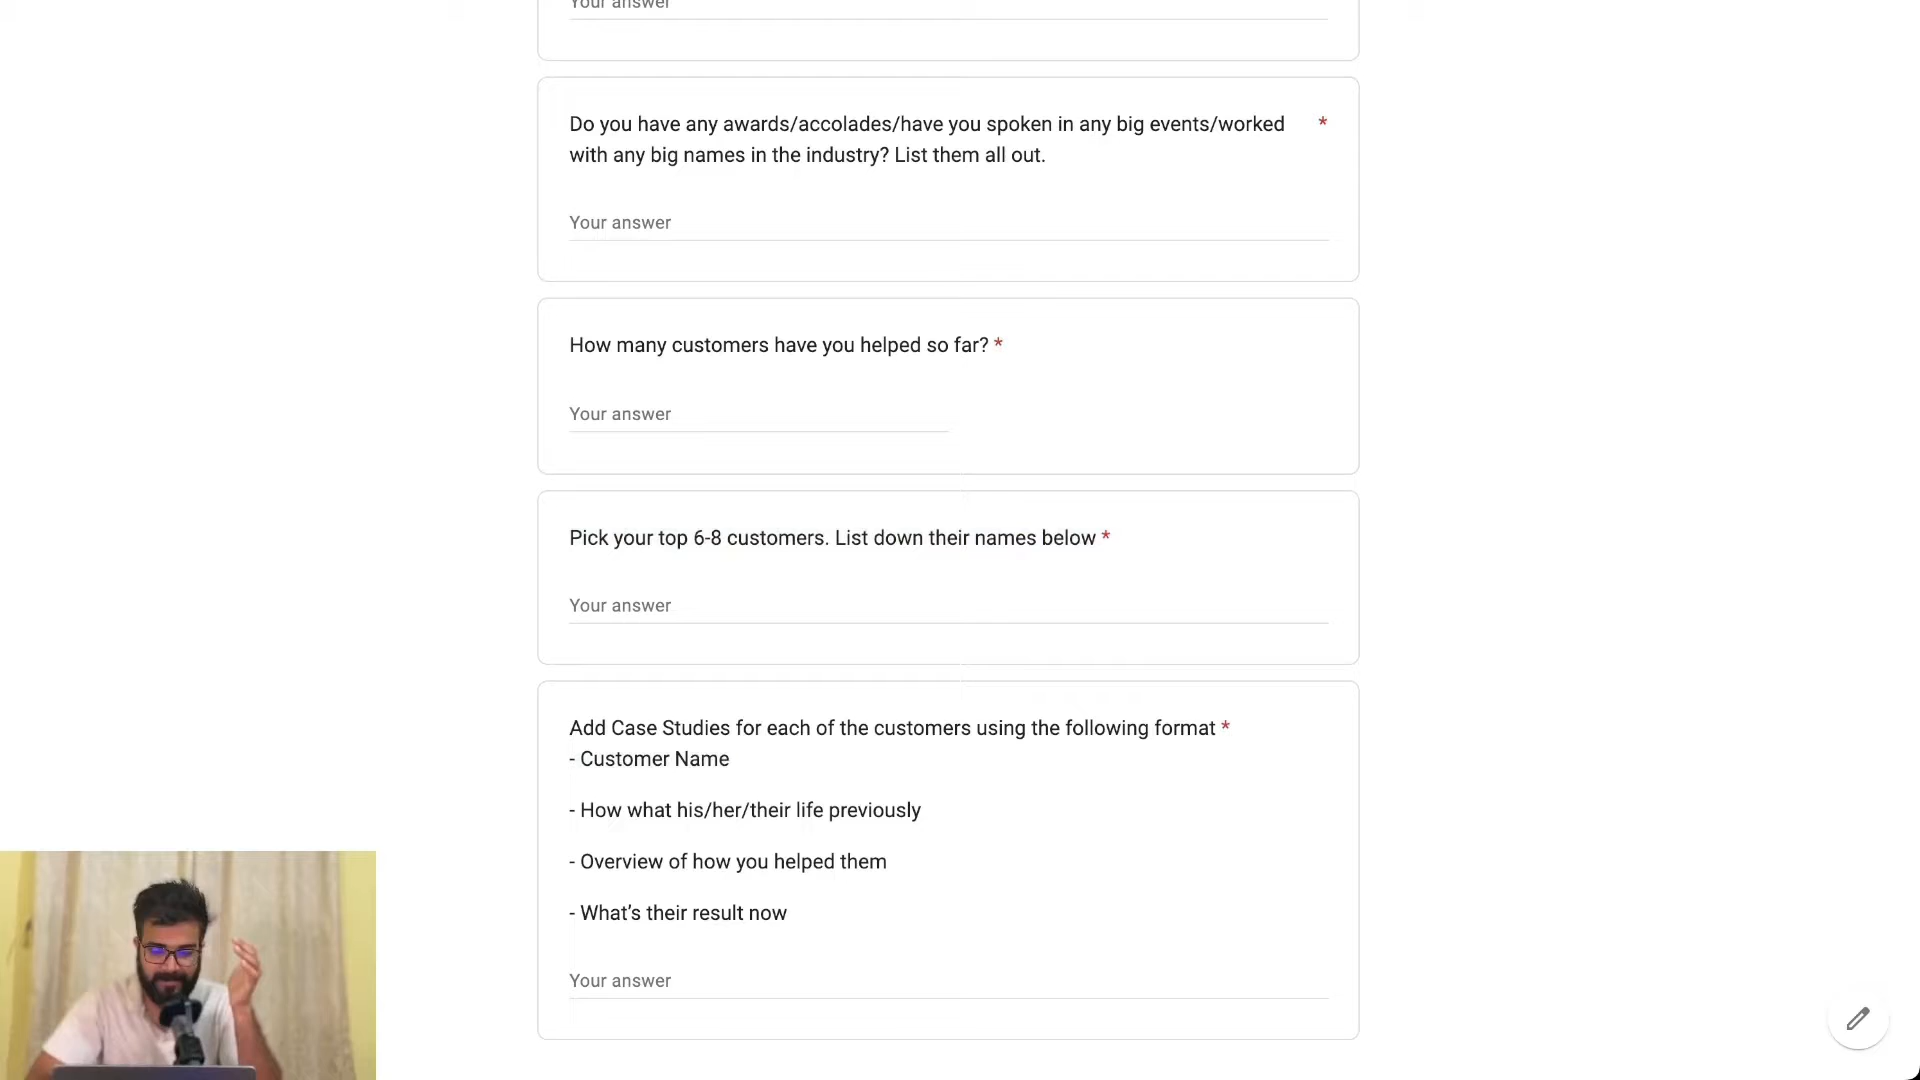 Your answer
Do you have any awards/accolades/have you spoken in any big events/worked *
with any big names in the industry? List them all out.
Your answer
How many customers have you helped so far? *
Your answer
Pick your top 6-8 customers. List down their names below *
Your answer
Add Case Studies for each of the customers using the following format *
- Customer Name
- How what his/her/their life previously
- Overview of how you helped them
- What’s their result now
Your answer